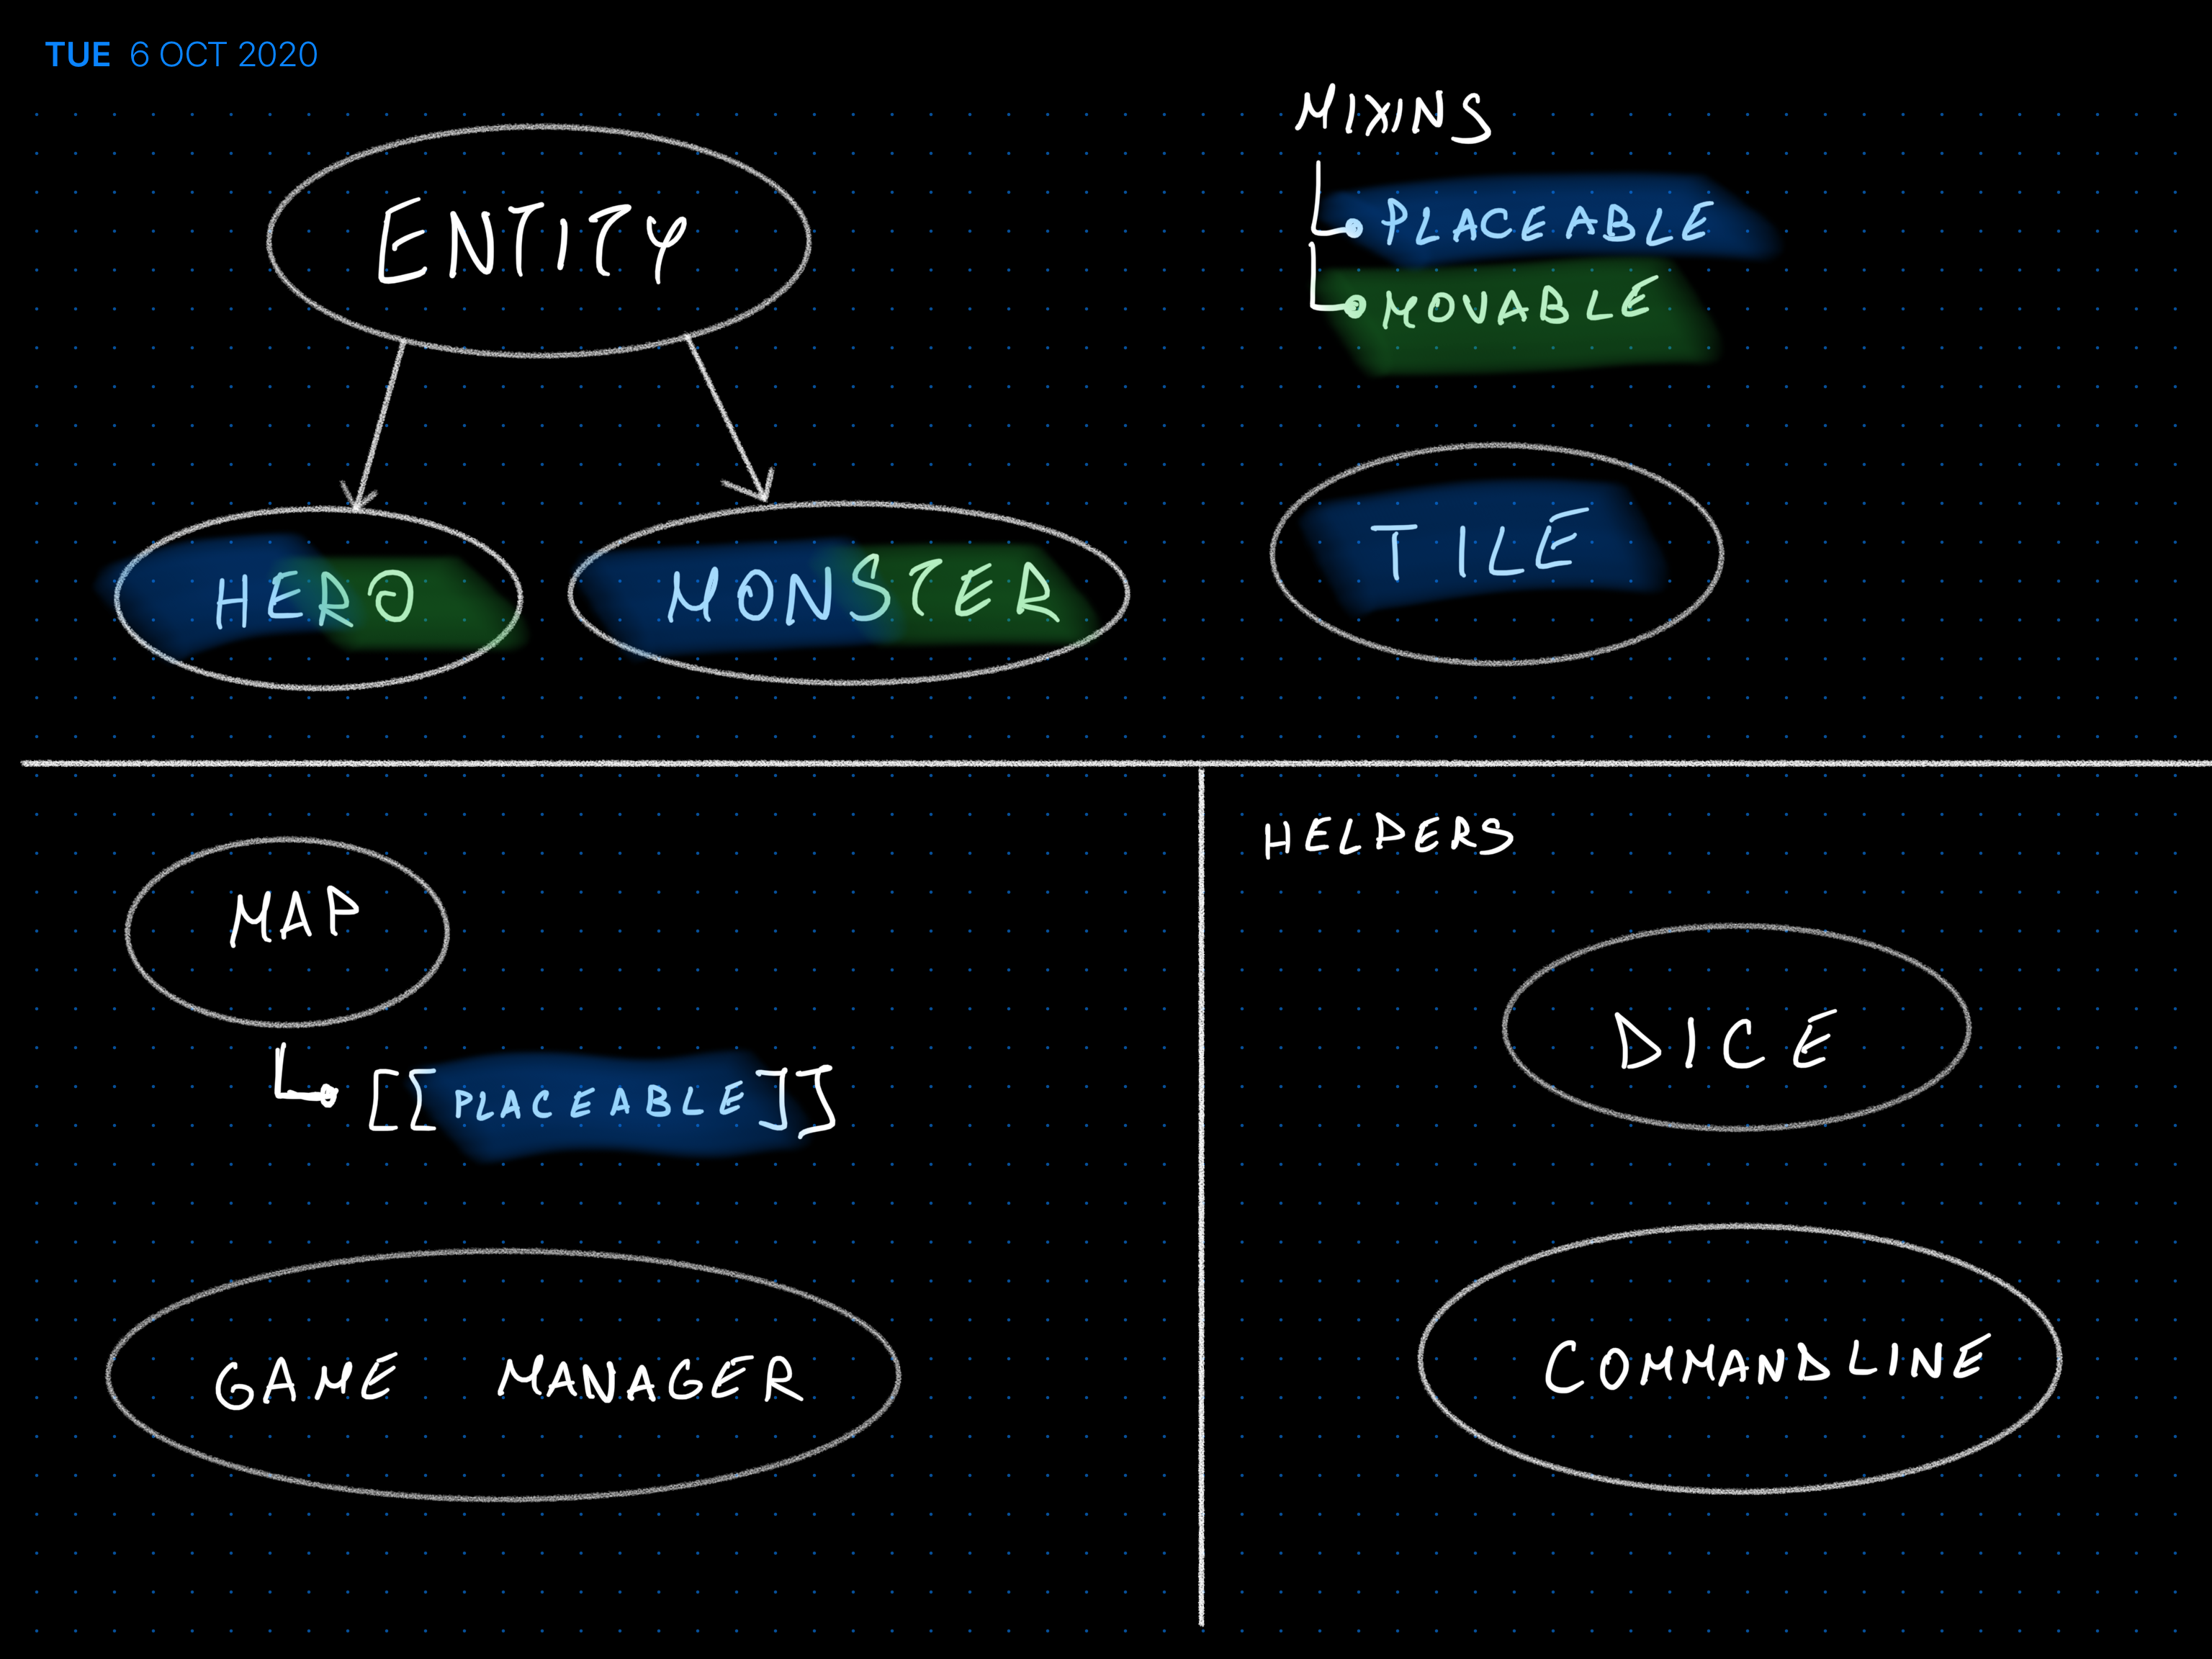 TUE 6 OCT 2020
ENTITY
HERO
MONSTER
MIXINS
PLACEABLE
MOVABLE
TILE
MAP
[[PLACEABLE]]
GAME MANAGER
HELPERS
DICE
COMMANDLINE